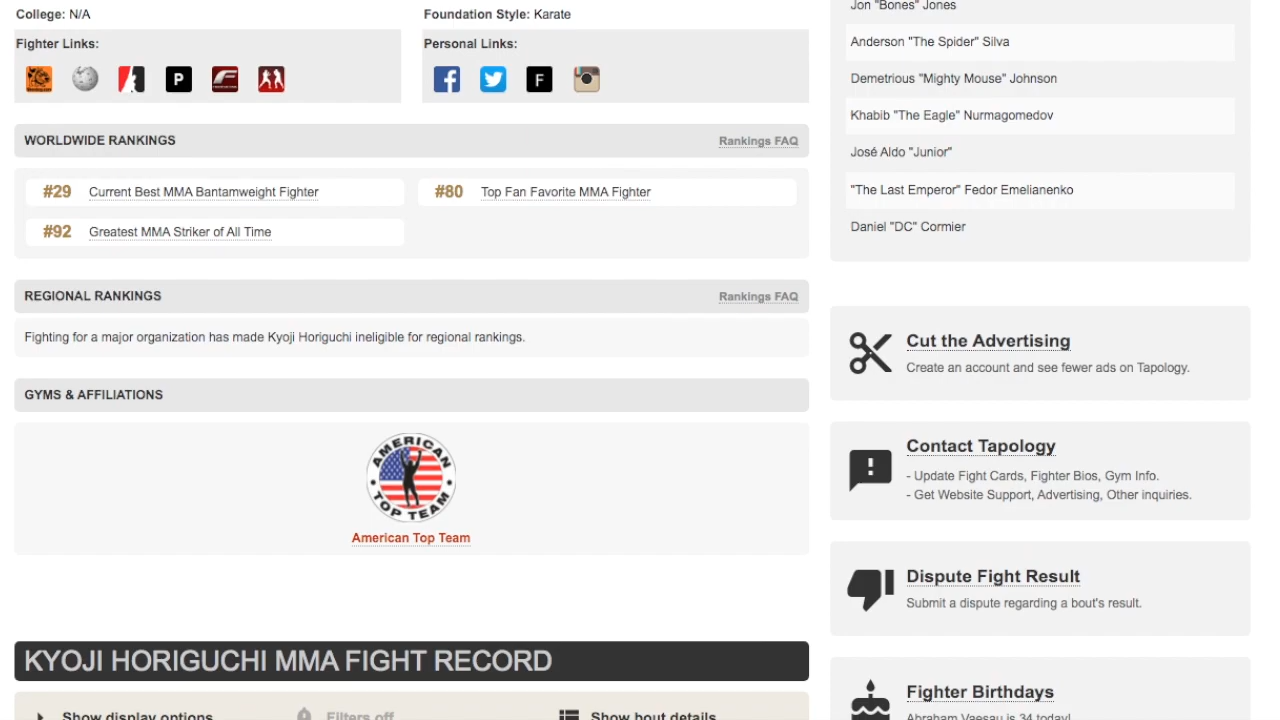 College: N/A
Foundation Style: Karate
Fighter Links:
Personal Links:
P
F
F
WORLDWIDE RANKINGS
Rankings FAQ
#29 Current Best MMA Bantamweight Fighter
#80 Top Fan Favorite MMA Fighter
#92 Greatest MMA Striker of All Time
REGIONAL RANKINGS
Rankings FAQ
Fighting for a major organization has made Kyoji Horiguchi ineligible for regional rankings.
GYMS & AFFILIATIONS
AMERICAN
TOP TEAM
American Top Team
KYOJI HORIGUCHI MMA FIGHT RECORD
Show display options
Filters off
Show bout details
Jon "Bones" Jones
Anderson "The Spider" Silva
Demetrious "Mighty Mouse" Johnson
Khabib "The Eagle" Nurmagomedov
José Aldo "Junior"
"The Last Emperor" Fedor Emelianenko
Daniel "DC" Cormier
Cut the Advertising
Create an account and see fewer ads on Tapology.
Contact Tapology
- Update Fight Cards, Fighter Bios, Gym Info.
- Get Website Support, Advertising, Other inquiries.
Dispute Fight Result
Submit a dispute regarding a bout's result.
Fighter Birthdays
Abraham Vaesau is 34 today!